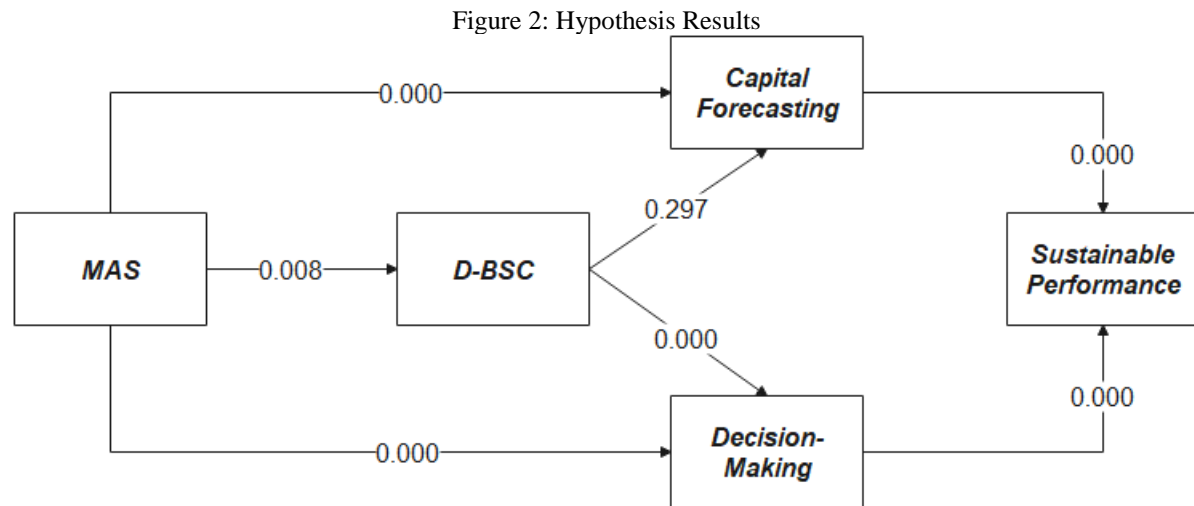 Figure 2: Hypothesis Results
Capital
Forecasting
0.000
0.000
0.297
MAS
0.008
D-BSC
Sustainable
Performance
0.000
0.000
Decision-
Making
0.000